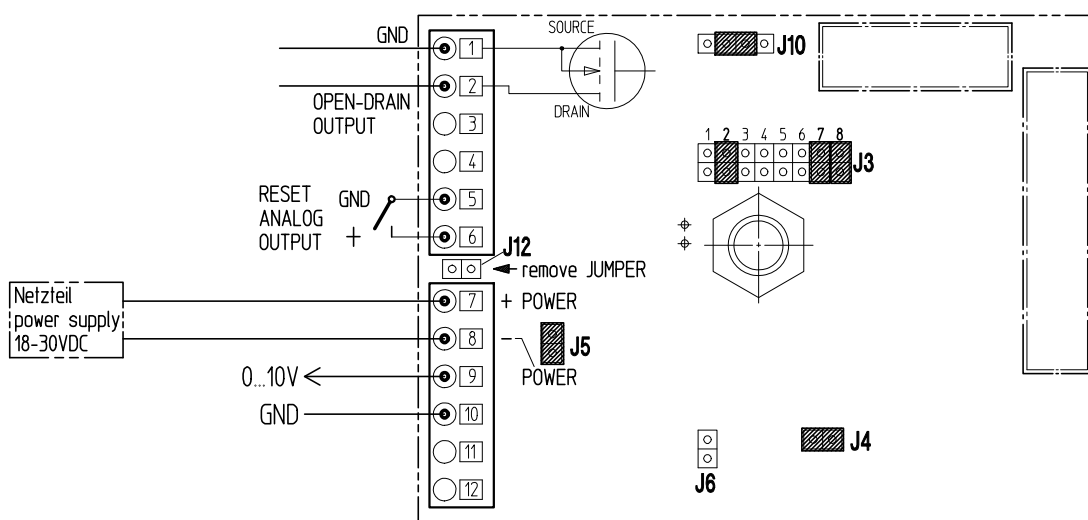 GND
SOURCE
1
J10
2
OPEN-DRAIN
OUTPUT
DRAIN
3
1 2 3 4 5 6 7 8
4
J3
RESET
ANALOG
OUTPUT
GND
5
+
6
J12
remove JUMPER
Netzteil
power supply
18-30VDC
7
+ POWER
8
-
POWER
J5
0...10V
9
GND
10
11
J4
12
J6